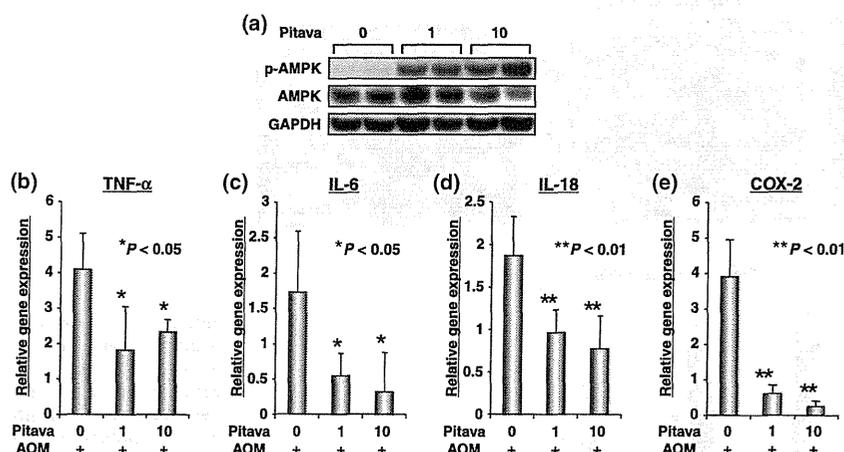 (a)
Pitava 0 1 10
p-AMPK
AMPK
GAPDH
(b) TNF-α
Relative gene expression
6
5
4
3
2
1
0
*P < 0.05
* *
Pitava 0 1 10
AOM + + +
(c) IL-6
Relative gene expression
3
2.5
2
1.5
1
0.5
0
*P < 0.05
* *
Pitava 0 1 10
AOM + + +
(d) IL-18
Relative gene expression
2.5
2
1.5
1
0.5
0
**P < 0.01
** **
Pitava 0 1 10
AOM + + +
(e) COX-2
Relative gene expression
6
5
4
3
2
1
0
**P < 0.01
** **
Pitava 0 1 10
AOM + + +